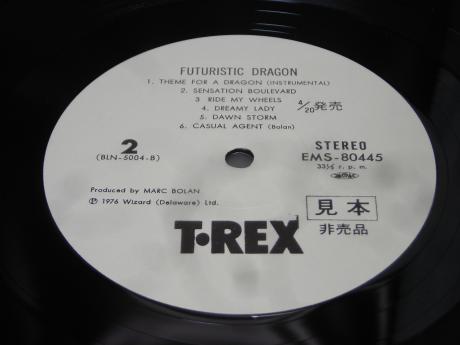 FUTURISTIC DRAGON
1. THEME FOR A DRAGON (INSTRUMENTAL)
2. SENSATION BOULEVARD
3 RIDE MY WHEELS
4. DREAMY LADY
5. DAWN STORM
6. CASUAL AGENT (Bolan)
4/20発売
2
(BLN-5004-B)
STEREO
EMS-80445
33⅓ r. p. m.
Produced by MARC BOLAN
Ⓟ 1976 Wizard (Delaware) Ltd.
見本
非売品
T•REX